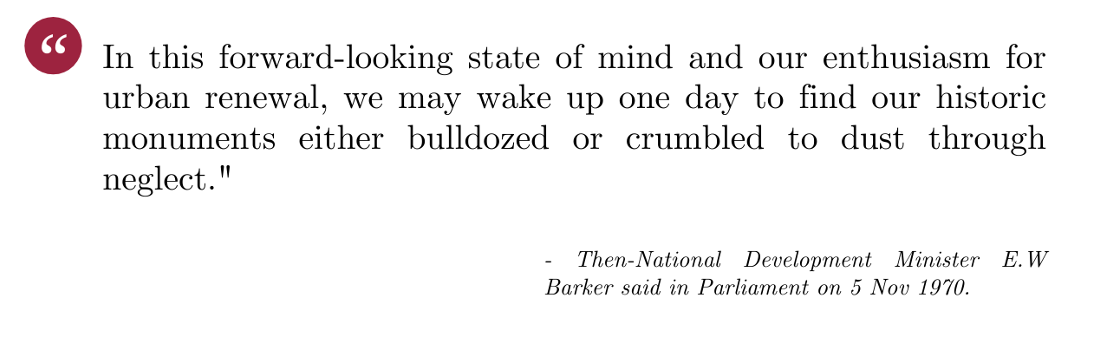 “ In this forward-looking state of mind and our enthusiasm for
urban renewal, we may wake up one day to find our historic
monuments either bulldozed or crumbled to dust through
neglect."
- Then-National Development Minister E.W
Barker said in Parliament on 5 Nov 1970.